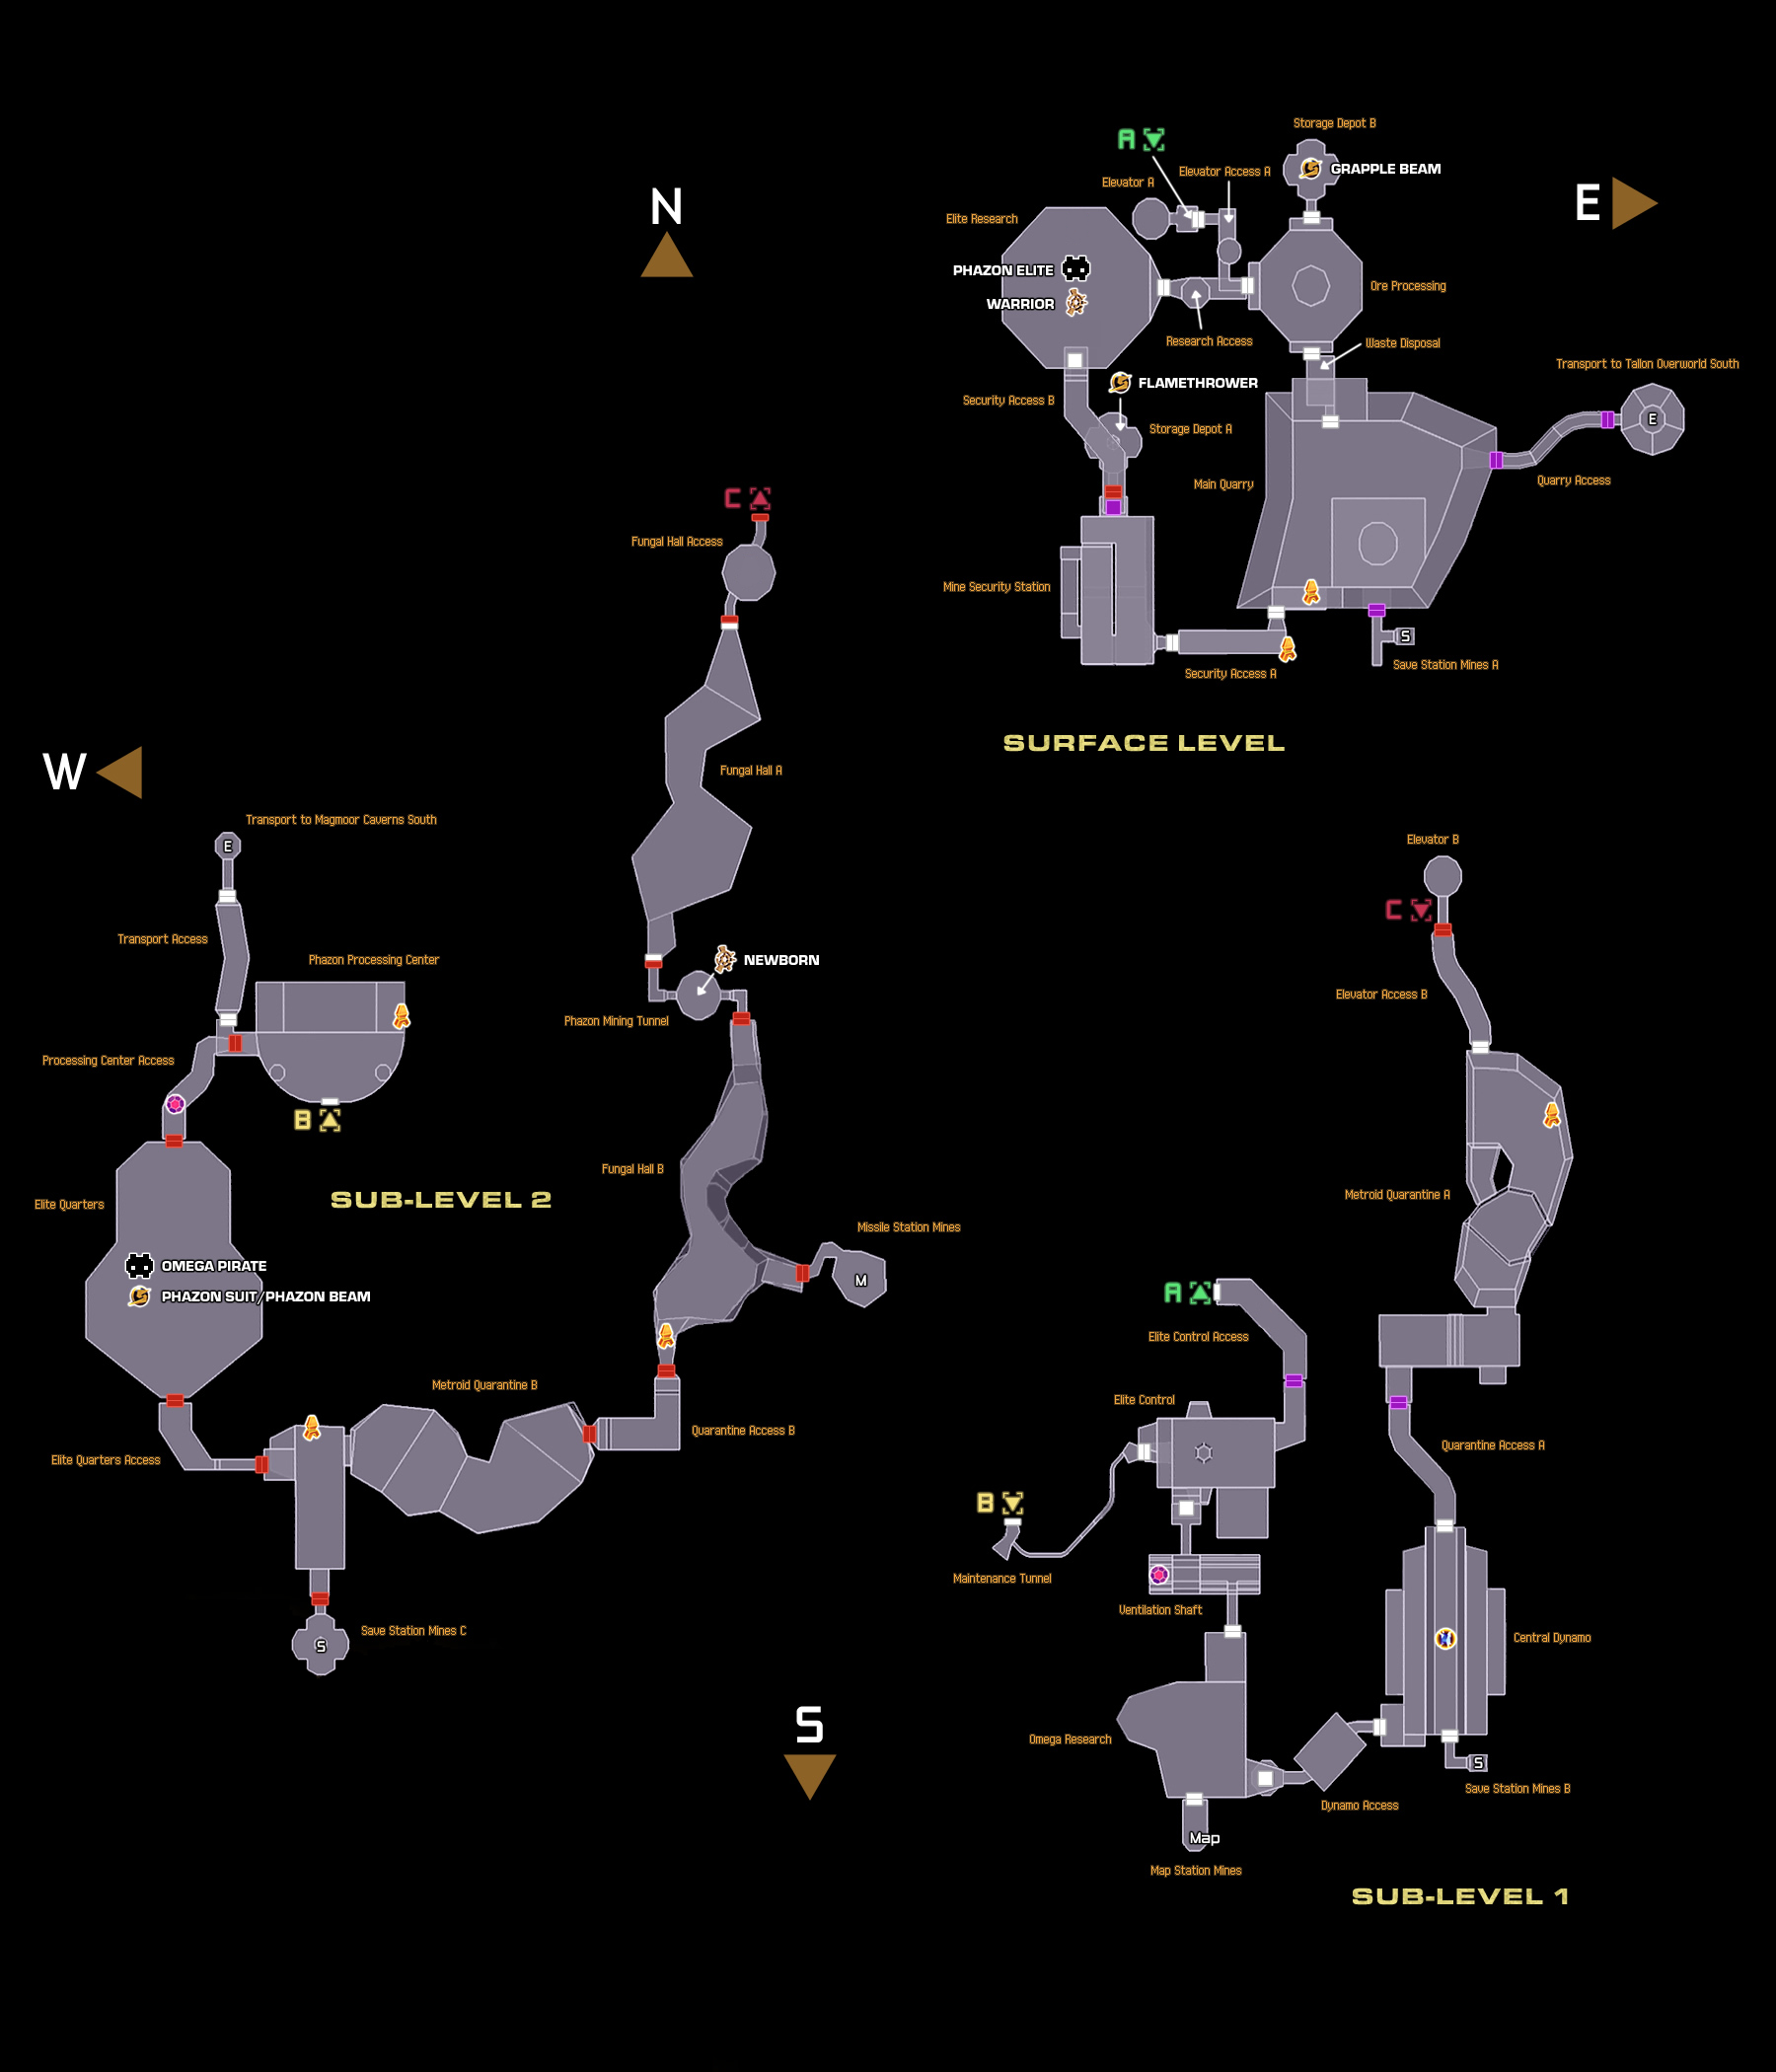 Storage Depot B
A
Elevator Access A
GRAPPLE BEAM
Elevator A
N
E
Elite Research
PHAZON ELITE
Ore Processing
WARRIOR
Research Access
Waste Disposal
Transport to Tallon Overworld South
FLAMETHROWER
Security Access B
E
Storage Depot A
Main Quarry
Quarry Access
C
Fungal Hall Access
Mine Security Station
S
Save Station Mines A
Security Access A
SURFACE LEVEL
W
Fungal Hall A
Transport to Magmoor Caverns South
E
Elevator B
C
Transport Access
Phazon Processing Center
NEWBORN
Elevator Access B
Phazon Mining Tunnel
Processing Center Access
B
Fungal Hall B
Metroid Quarantine A
SUB-LEVEL 2
Elite Quarters
Missile Station Mines
OMEGA PIRATE
M
PHAZON SUIT/PHAZON BEAM
A
Elite Control Access
Metroid Quarantine B
Elite Control
Quarantine Access B
Quarantine Access A
Elite Quarters Access
B
Maintenance Tunnel
Ventilation Shaft
Save Station Mines C
S
Central Dynamo
S
Omega Research
S
Save Station Mines B
Dynamo Access
Map
Map Station Mines
SUB-LEVEL 1